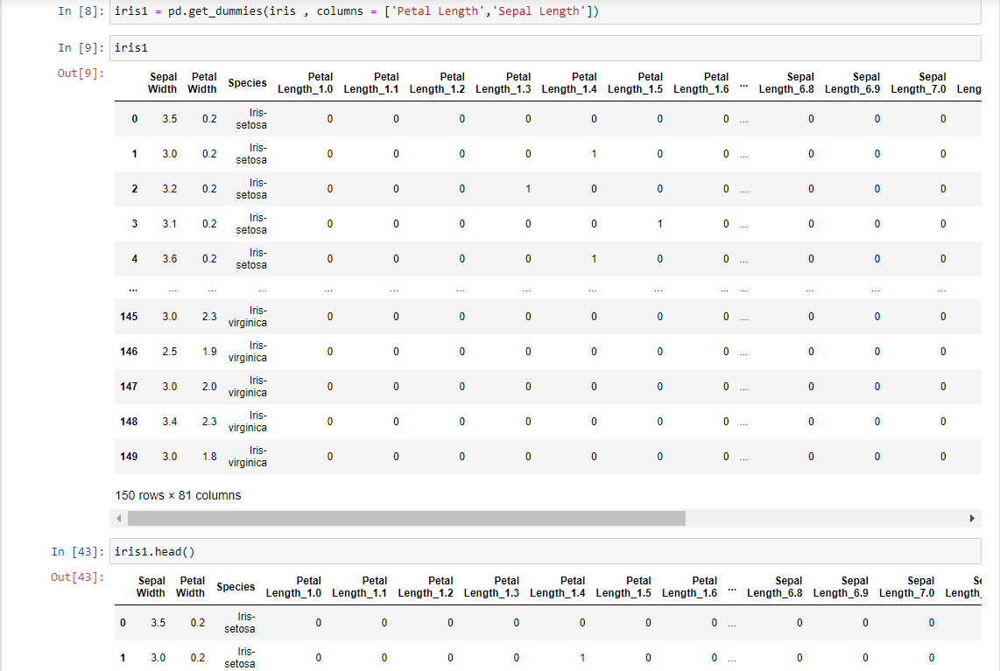 In [8]: iris1 = pd.get_dummies(iris , columns = ['Petal Length','Sepal Length'])
In [9]: iris1
Out[9]:
Sepal Width Petal Width Species Petal Length_1.0 Petal Length_1.1 Petal Length_1.2 Petal Length_1.3 Petal Length_1.4 Petal Length_1.5 Petal Length_1.6 ... Sepal Length_6.8 Sepal Length_6.9 Sepal Length_7.0 Leng
0 3.5 0.2 Iris-setosa 0 0 0 0 0 0 0 ... 0 0 0
1 3.0 0.2 Iris-setosa 0 0 0 0 1 0 0 ... 0 0 0
2 3.2 0.2 Iris-setosa 0 0 0 1 0 0 0 ... 0 0 0
3 3.1 0.2 Iris-setosa 0 0 0 0 0 1 0 ... 0 0 0
4 3.6 0.2 Iris-setosa 0 0 0 0 1 0 0 ... 0 0 0
... ... ... ... ... ... ... ... ... ... ... ... ... ... ...
145 3.0 2.3 Iris-virginica 0 0 0 0 0 0 0 ... 0 0 0
146 2.5 1.9 Iris-virginica 0 0 0 0 0 0 0 ... 0 0 0
147 3.0 2.0 Iris-virginica 0 0 0 0 0 0 0 ... 0 0 0
148 3.4 2.3 Iris-virginica 0 0 0 0 0 0 0 ... 0 0 0
149 3.0 1.8 Iris-virginica 0 0 0 0 0 0 0 ... 0 0 0
150 rows × 81 columns
In [43]: iris1.head()
Out[43]:
Sepal Width Petal Width Species Petal Length_1.0 Petal Length_1.1 Petal Length_1.2 Petal Length_1.3 Petal Length_1.4 Petal Length_1.5 Petal Length_1.6 ... Sepal Length_6.8 Sepal Length_6.9 Sepal Length_7.0 Length_
0 3.5 0.2 Iris-setosa 0 0 0 0 0 0 0 ... 0 0 0
1 3.0 0.2 Iris-setosa 0 0 0 0 1 0 0 ... 0 0 0